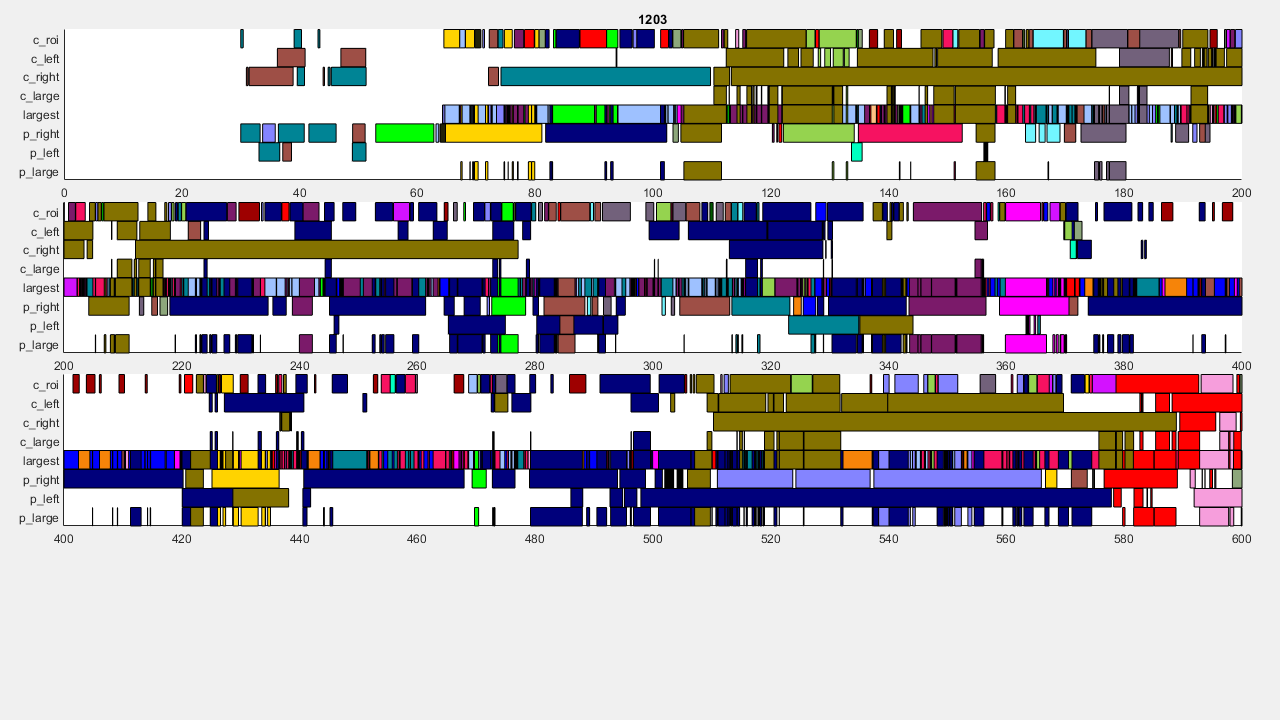 1203
c_roi
c_left
c_right
c_large
largest
p_right
p_left
p_large
0 20 40 60 80 100 120 140 160 180 200
c_roi
c_left
c_right
c_large
largest
p_right
p_left
p_large
200 220 240 260 280 300 320 340 360 380 400
c_roi
c_left
c_right
c_large
largest
p_right
p_left
p_large
400 420 440 460 480 500 520 540 560 580 600